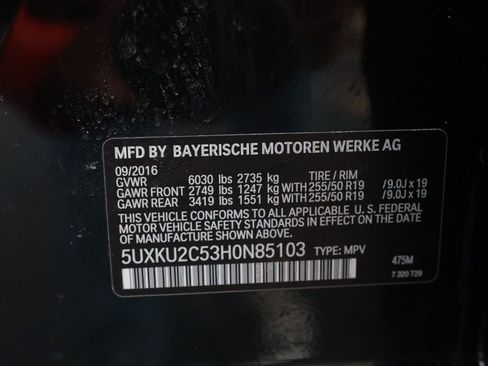 MFD BY BAYERISCHE MOTOREN WERKE AG
09/2016
GVWR 6030 lbs 2735 kg TIRE / RIM
GAWR FRONT 2749 lbs 1247 kg WITH 255/50 R19 / 9.0J x 19
GAWR REAR 3419 lbs 1551 kg WITH 255/50 R19 / 9.0J x 19
THIS VEHICLE CONFORMS TO ALL APPLICABLE U. S. FEDERAL
MOTOR VEHICLE SAFETY STANDARDS IN EFFECT ON THE DATE
OF MANUFACTURE SHOWN ABOVE.
5UXKU2C53H0N85103 TYPE: MPV
475M
7 320 729